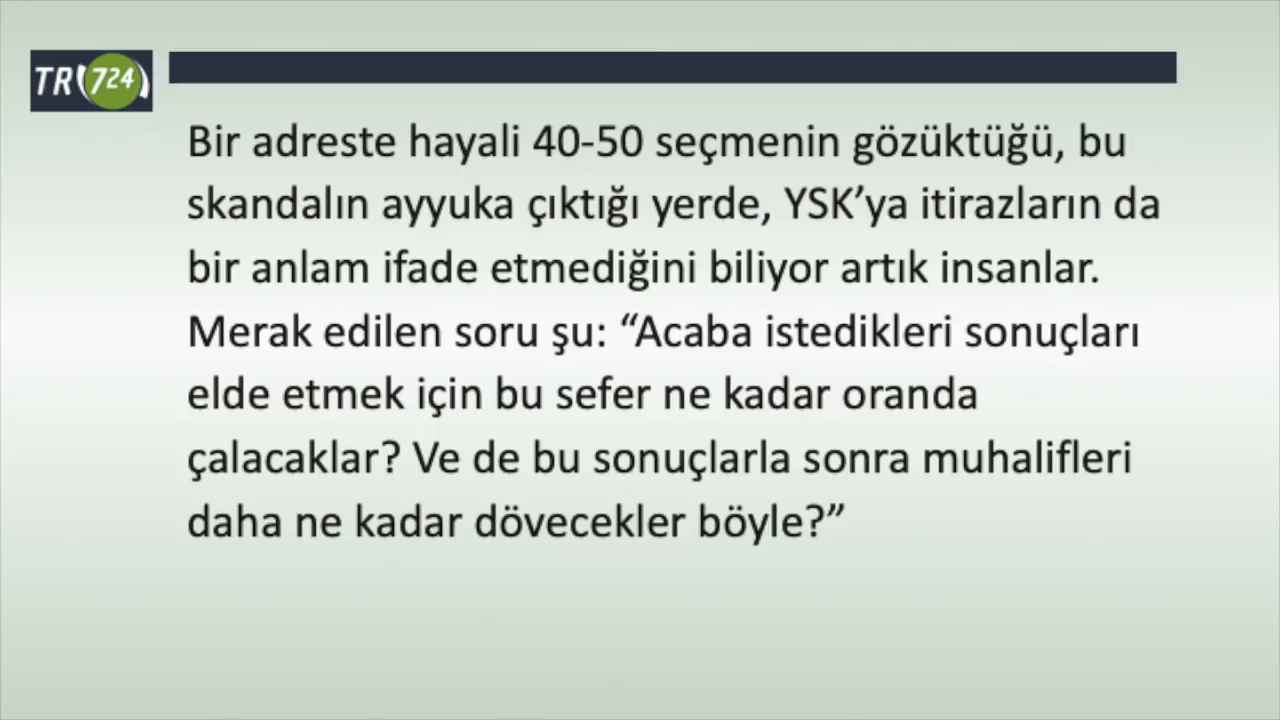 TR724
Bir adreste hayali 40-50 seçmenin gözüktüğü, bu
skandalın ayyuka çıktığı yerde, YSK’ya itirazların da
bir anlam ifade etmediğini biliyor artık insanlar.
Merak edilen soru şu: “Acaba istedikleri sonuçları
elde etmek için bu sefer ne kadar oranda
çalacaklar? Ve de bu sonuçlarla sonra muhalifleri
daha ne kadar dövecekler böyle?”